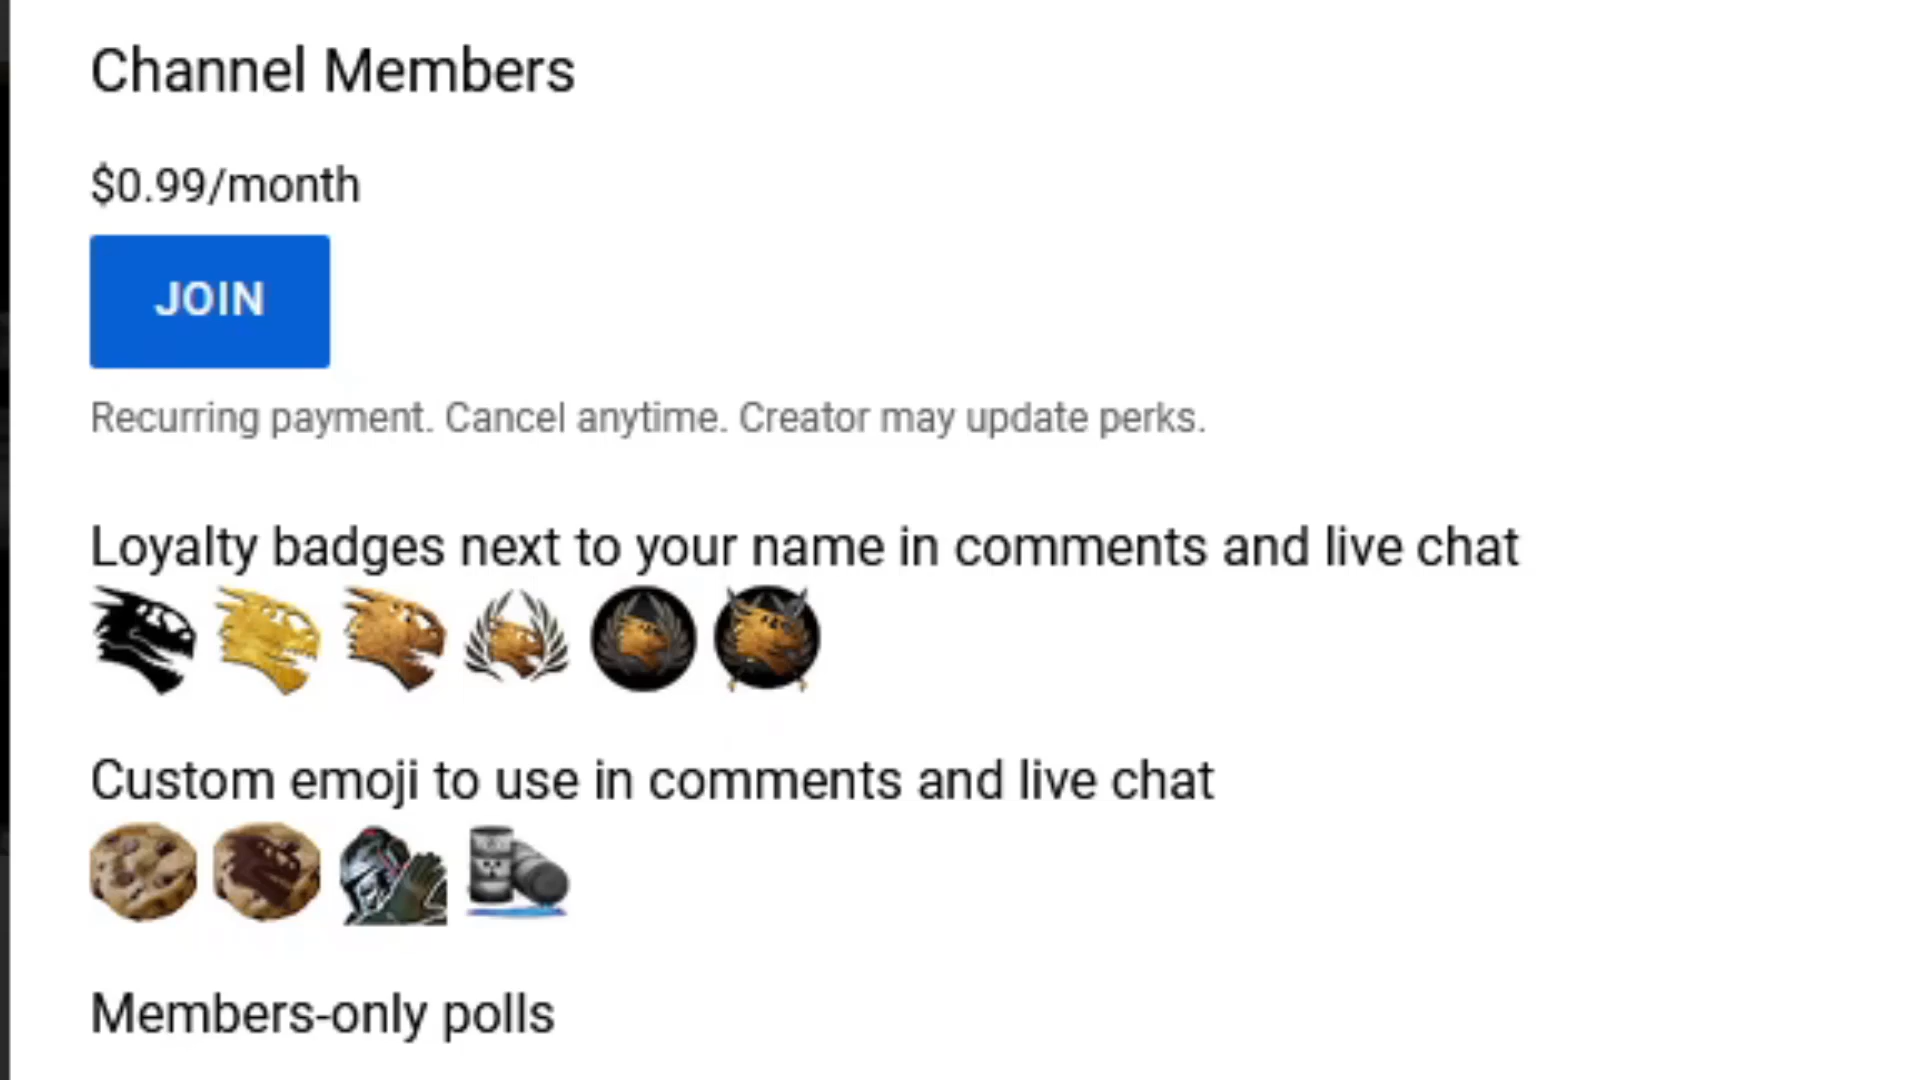 Channel Members
$0.99/month
JOIN
Recurring payment. Cancel anytime. Creator may update perks.
Loyalty badges next to your name in comments and live chat
Custom emoji to use in comments and live chat
Members-only polls